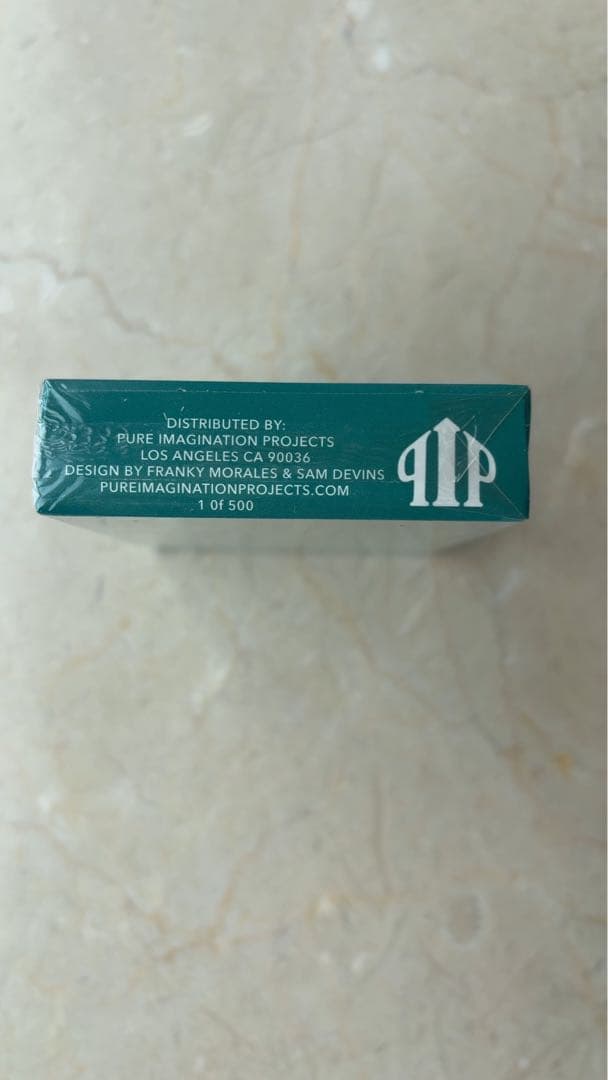 DISTRIBUTED BY:
PURE IMAGINATION PROJECTS
LOS ANGELES CA 90036
DESIGN BY FRANKY MORALES & SAM DEVINS
PUREIMAGINATIONPROJECTS.COM
1 Of 500